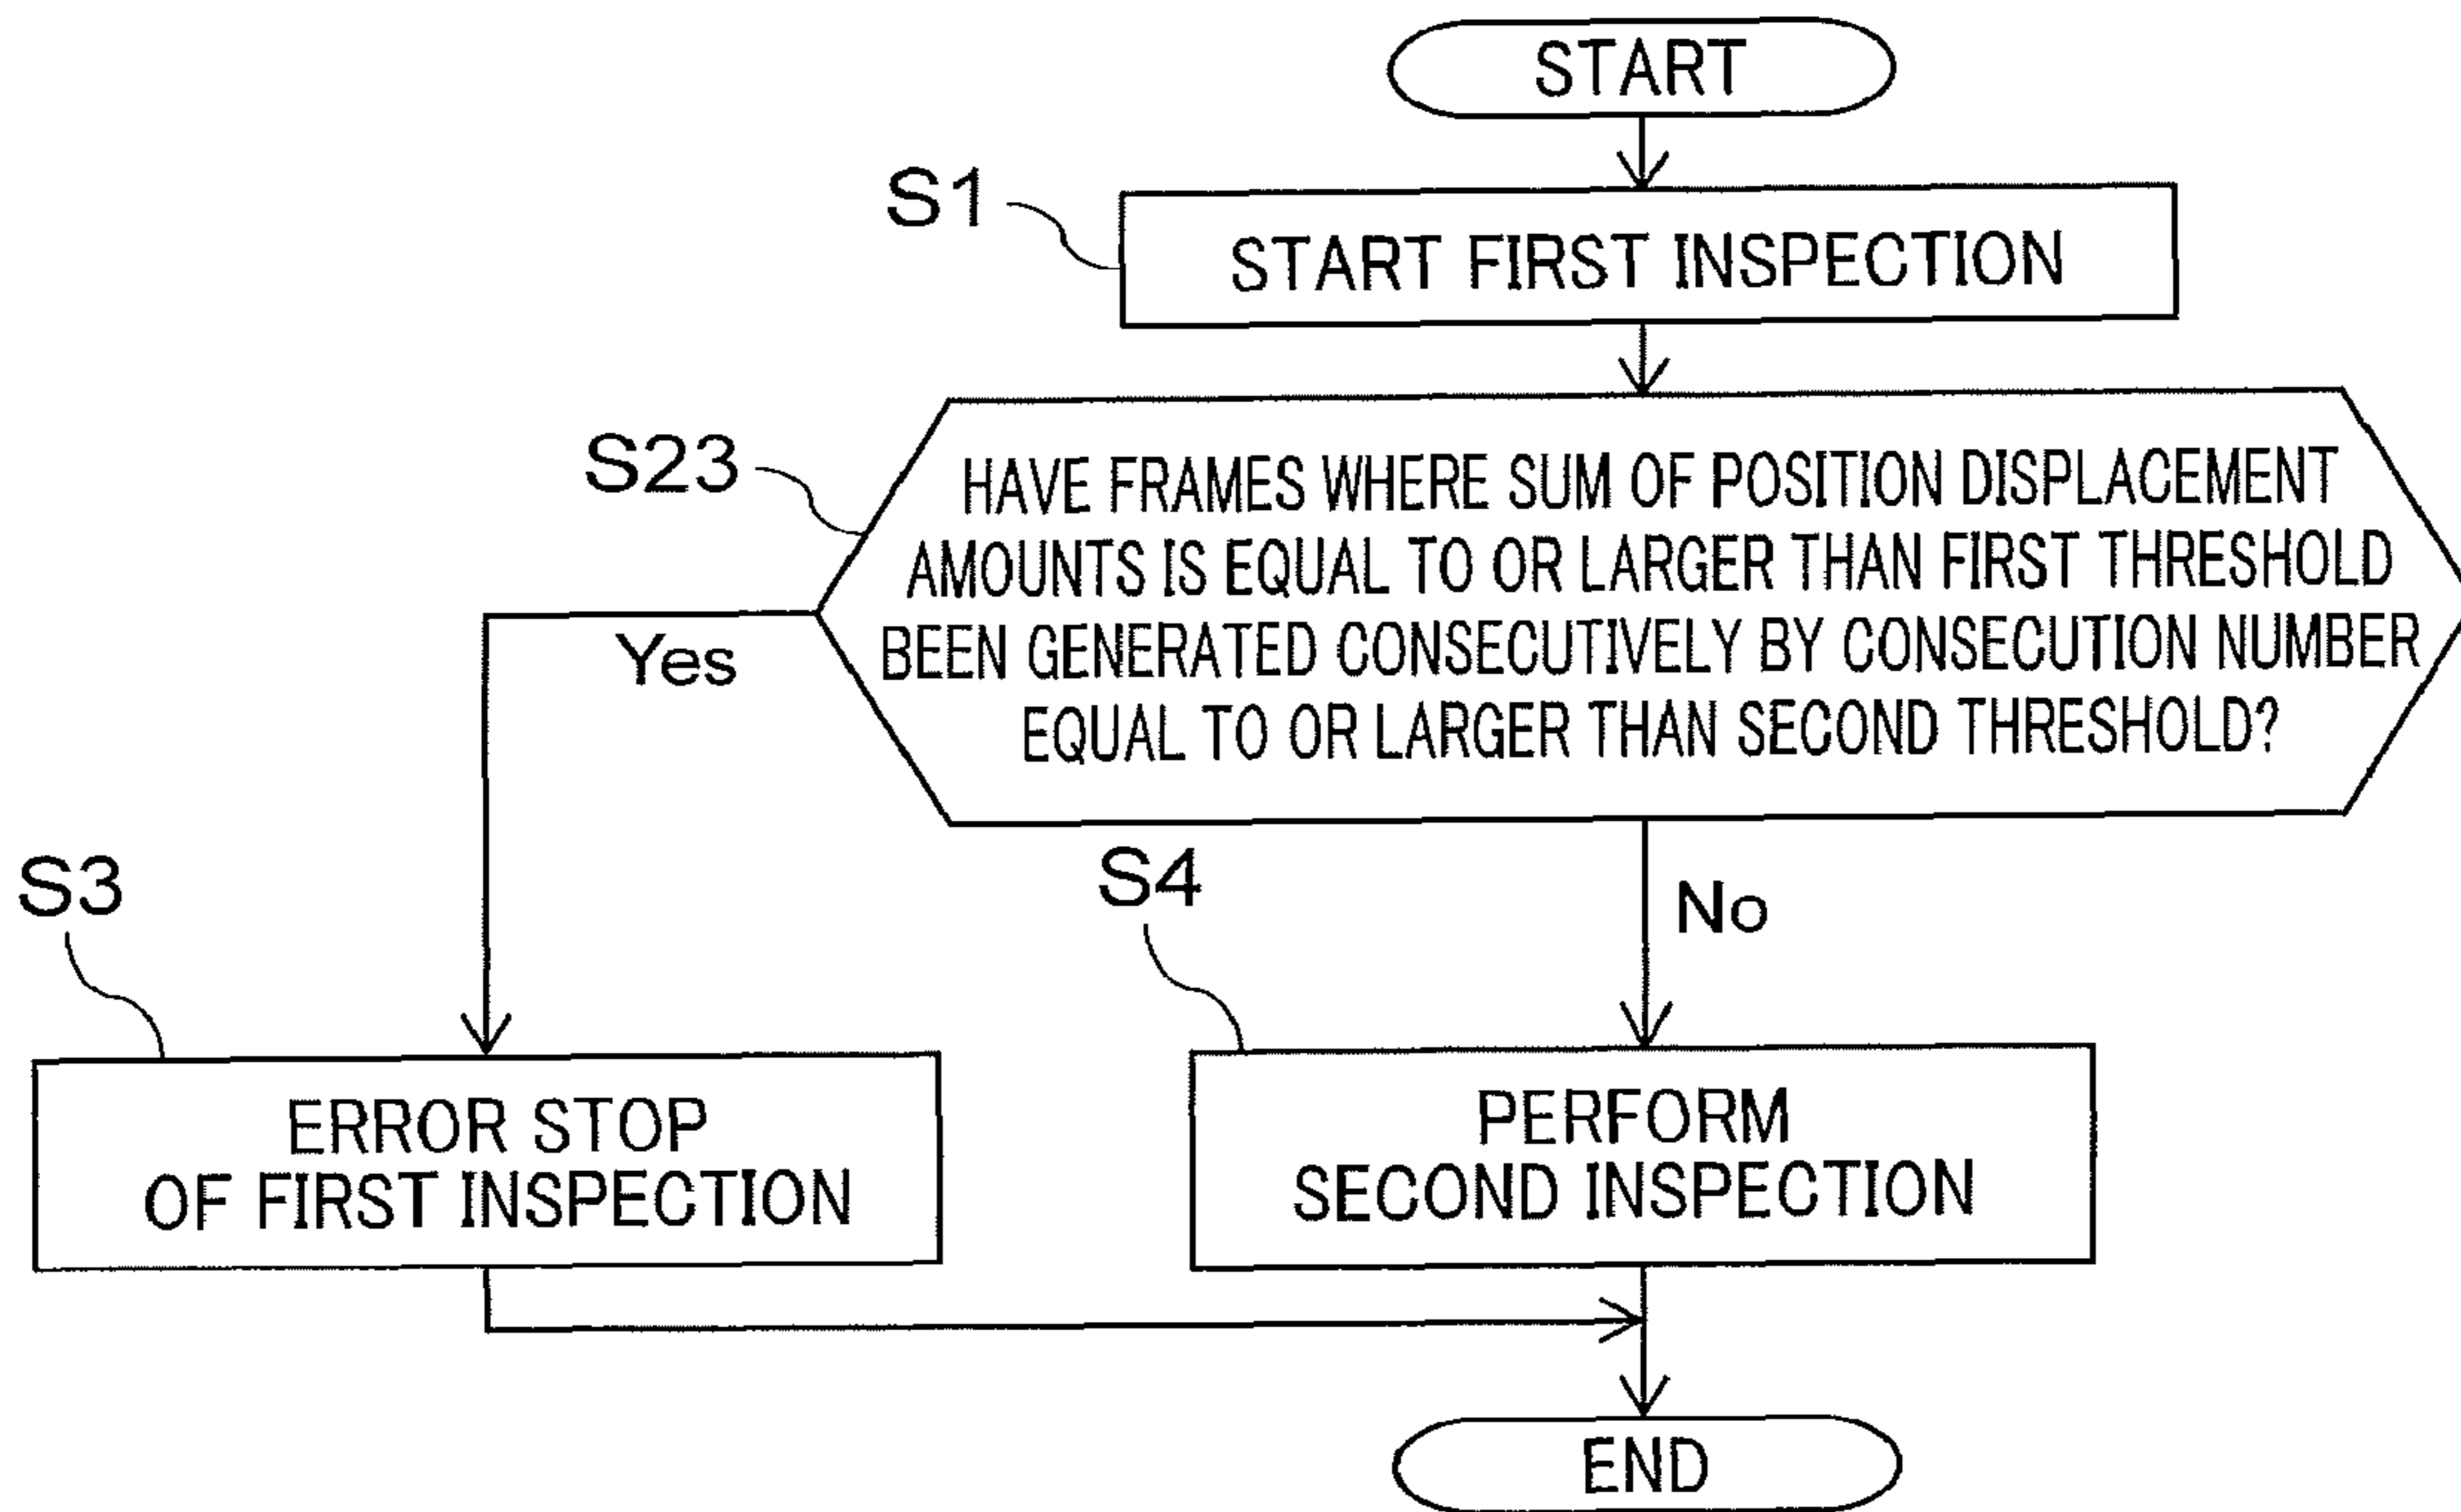 START
S1
START FIRST INSPECTION
S23
HAVE FRAMES WHERE SUM OF POSITION DISPLACEMENT
AMOUNTS IS EQUAL TO OR LARGER THAN FIRST THRESHOLD
BEEN GENERATED CONSECUTIVELY BY CONSECUTION NUMBER
EQUAL TO OR LARGER THAN SECOND THRESHOLD?
Yes
No
S3
ERROR STOP
OF FIRST INSPECTION
S4
PERFORM
SECOND INSPECTION
END